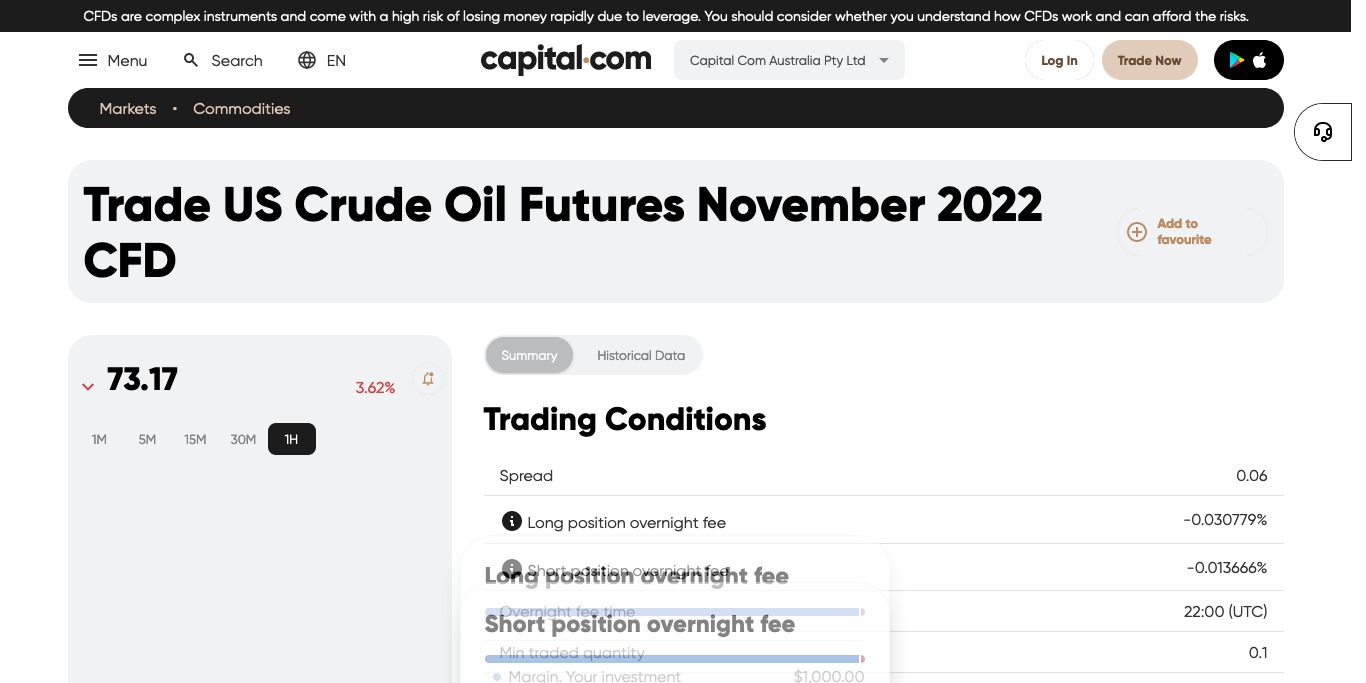 CFDs are complex instruments and come with a high risk of losing money rapidly due to leverage. You should consider whether you understand how CFDs work and can afford the risks.
Menu Search EN capital.com Capital Com Australia Pty Ltd Log In Trade Now
Markets • Commodities
Trade US Crude Oil Futures November 2022
CFD
Add to
favourite
73.17
3.62%
1M 5M 15M 30M 1H
Summary Historical Data
Trading Conditions
Spread 0.06
Long position overnight fee -0.030779%
Short position overnight fee -0.013666%
Long position overnight fee
Overnight fee time 22:00 (UTC)
Short position overnight fee
Min traded quantity 0.1
Margin. Your investment $1,000.00